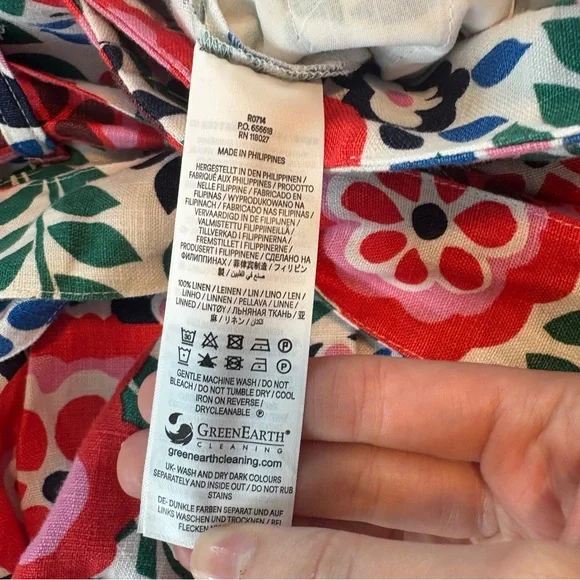 R0714
P.O. 656618
RN 118027
MADE IN PHILIPPINES
HERGESTELLT IN DEN PHILIPPINEN /
FABRIQUÉ AUX PHILIPPINES / PRODOTTO
NELLE FILIPPINE / FABRICADO EN
FILIPINAS / WYPRODUKOWANO NA
FILIPINACH / FABRICADO NAS FILIPINAS /
VERVAARDIGD IN DE FILIPIJNEN /
VALMISTETTU FILIPPIINEILLÄ /
TILLVERKAD I FILIPPINERNA /
FREMSTILLET I FILIPPINERNE /
PRODUSERT I FILIPPINENE / СДЕЛАНО НА
ФИЛИППИНАХ / 菲律宾制造 / フィリピン
製 / صنع في الفلبين
100% LINEN / LEINEN / LIN / LINO / LEN /
LINHO / LINNEN / PELLAVA / LINNE /
LINNED / LINTØY / ЛЬНЯНАЯ ТКАНЬ / 亚
麻 / リネン / الكتان
GENTLE MACHINE WASH / DO NOT
BLEACH / DO NOT TUMBLE DRY / COOL
IRON ON REVERSE /
DRYCLEANABLE Ⓟ
GREENEARTH®
CLEANING
greenearthcleaning.com
UK- WASH AND DRY DARK COLOURS
SEPARATELY AND INSIDE OUT / DO NOT RUB
STAINS
DE- DUNKLE FARBEN SEPARAT UND AUF
LINKS WASCHEN UND TROCKNEN /
FLECKEN